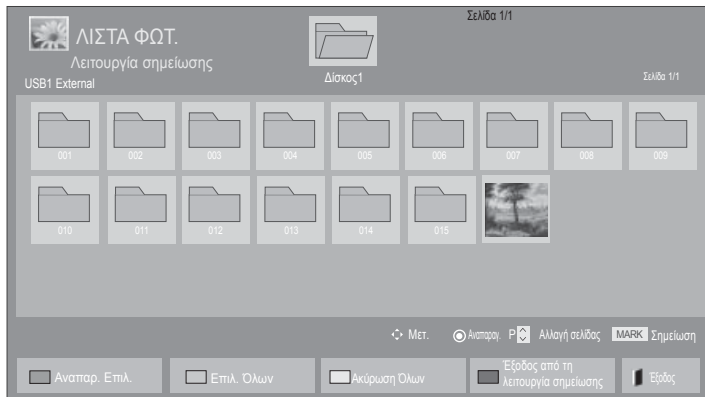 Σελίδα 1/1
ΛΙΣΤΑ ΦΩΤ.
Λειτουργία σημείωσης
USB1 External
Δίσκος1
Σελίδα 1/1
001 002 003 004 005 006 007 008 009
010 011 012 013 014 015
Μετ. Αναπαραγ. P Αλλαγή σελίδας MARK Σημείωση
Αναπαρ. Επιλ. Επιλ. Όλων Ακύρωση Όλων Έξοδος από τη
λειτουργία σημείωσης Έξοδος